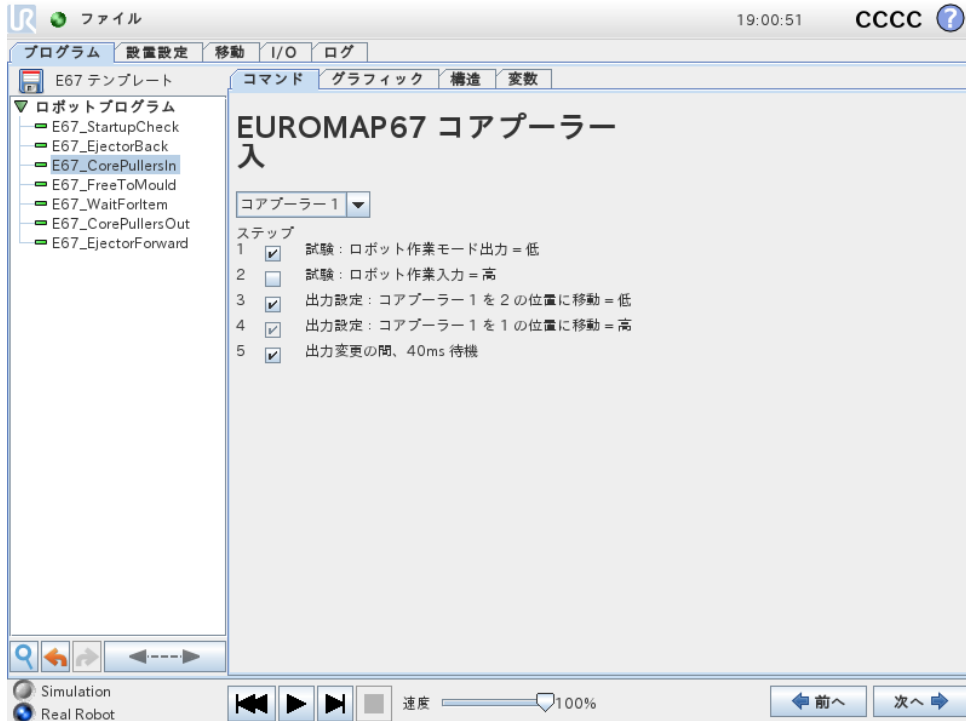 UR ファイル 19:00:51 CCCC ?
プログラム 設置設定 移動 I/O ログ
E67 テンプレート
コマンド グラフィック 構造 変数
ロボットプログラム
E67_StartupCheck
E67_EjectorBack
E67_CorePullersIn
E67_FreeToMould
E67_WaitForItem
E67_CorePullersOut
E67_EjectorForward
EUROMAP67 コアプーラー
入
コアプーラー 1
ステップ
1 試験：ロボット作業モード出力 = 低
2 試験：ロボット作業入力 = 高
3 出力設定：コアプーラー 1 を 2 の位置に移動 = 低
4 出力設定：コアプーラー 1 を 1 の位置に移動 = 高
5 出力変更の間、40ms 待機
Simulation
Real Robot
速度 100%
前へ 次へ